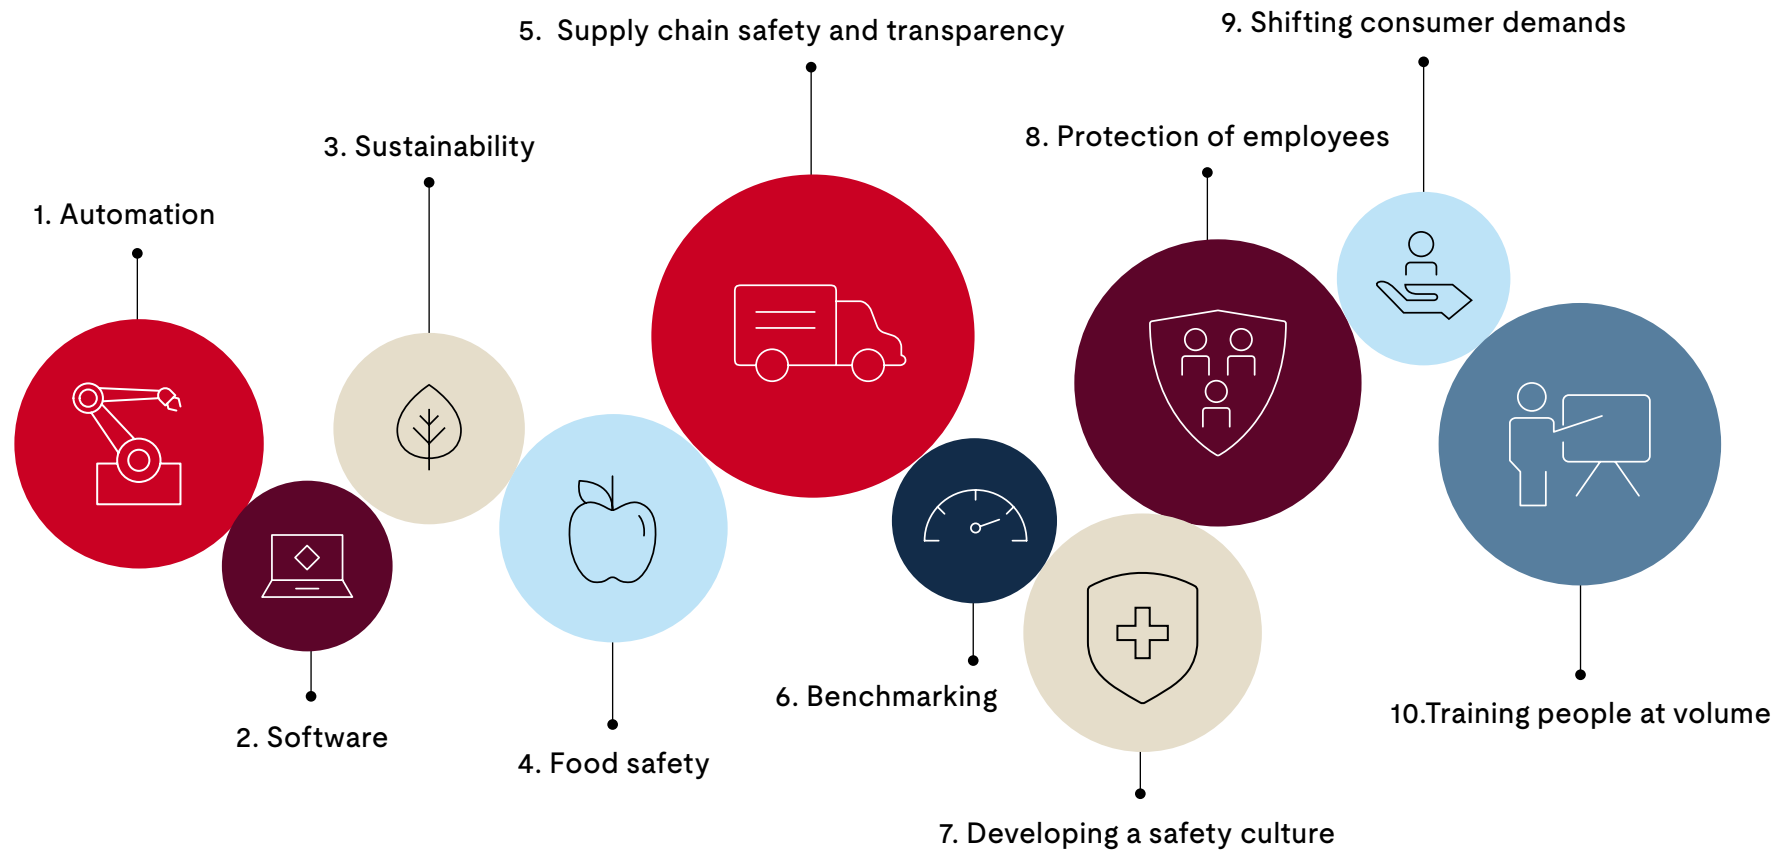 1. Automation
2. Software
3. Sustainability
4. Food safety
5. Supply chain safety and transparency
6. Benchmarking
7. Developing a safety culture
8. Protection of employees
9. Shifting consumer demands
10.Training people at volume